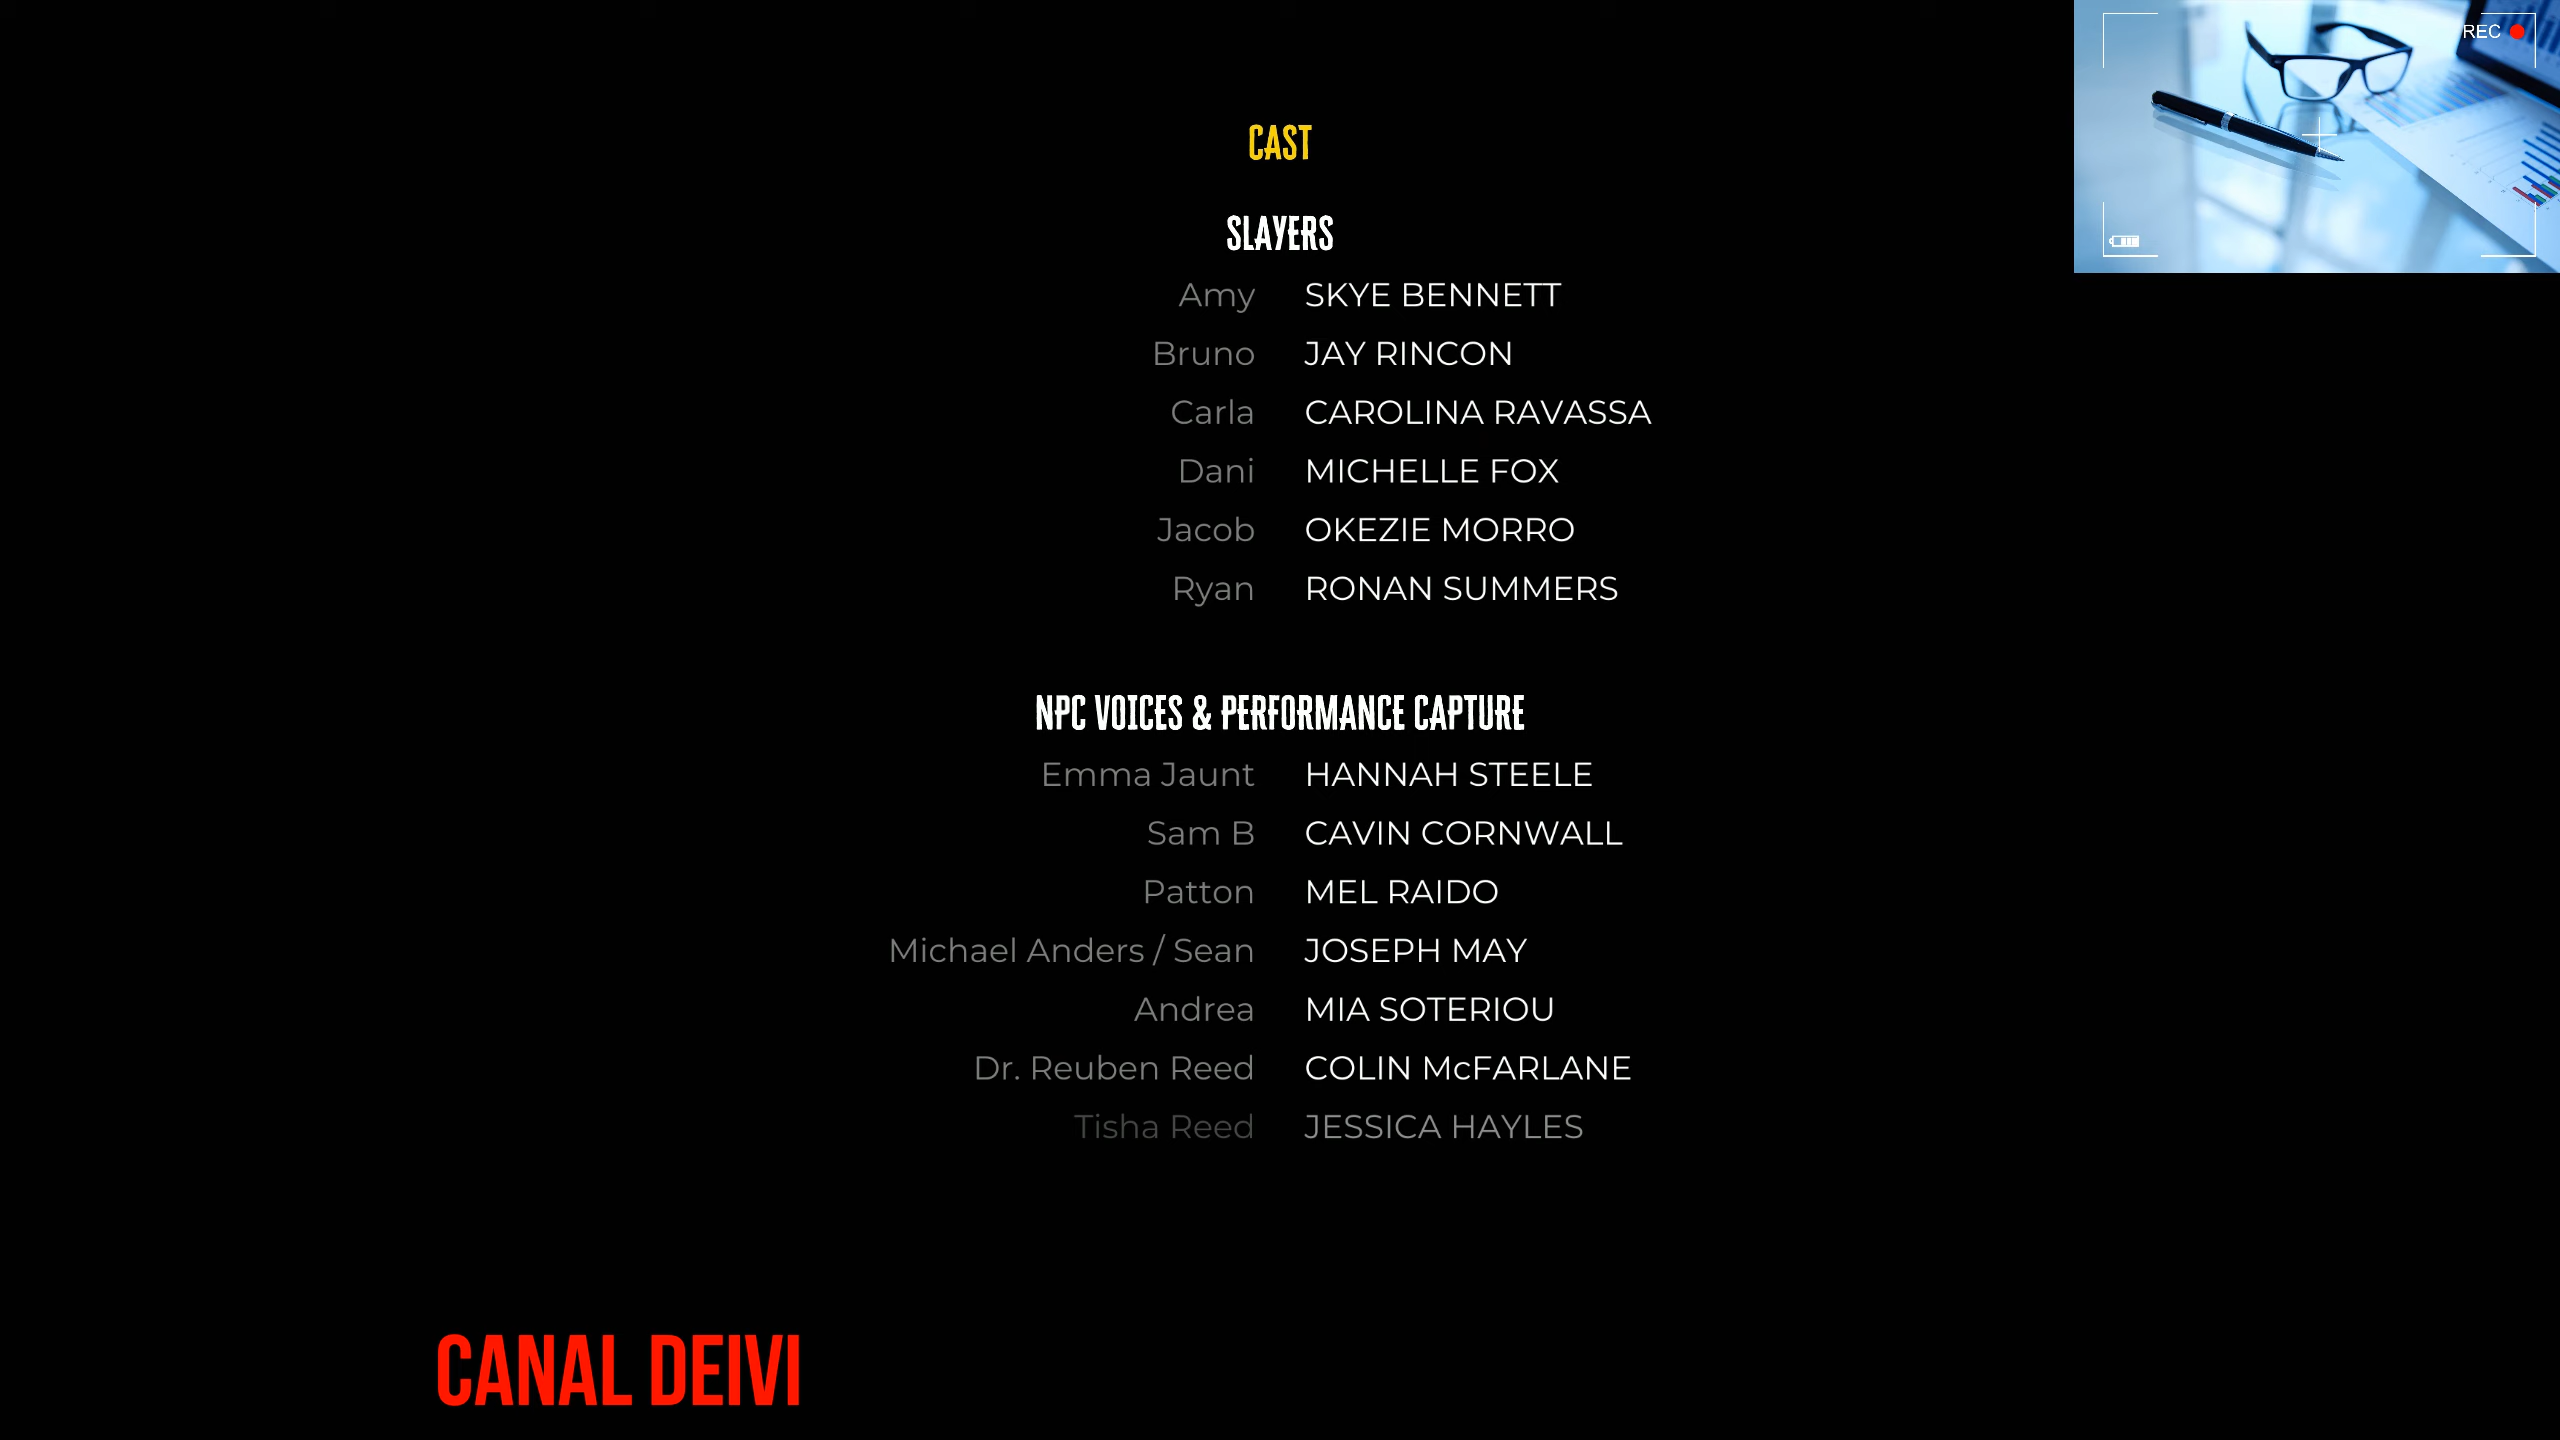 REC
CAST
SLAYERS
Amy SKYE BENNETT
Bruno JAY RINCON
Carla CAROLINA RAVASSA
Dani MICHELLE FOX
Jacob OKEZIE MORRO
Ryan RONAN SUMMERS
NPC VOICES & PERFORMANCE CAPTURE
Emma Jaunt HANNAH STEELE
Sam B CAVIN CORNWALL
Patton MEL RAIDO
Michael Anders / Sean JOSEPH MAY
Andrea MIA SOTERIOU
Dr. Reuben Reed COLIN McFARLANE
Tisha Reed JESSICA HAYLES
CANAL DEIVI